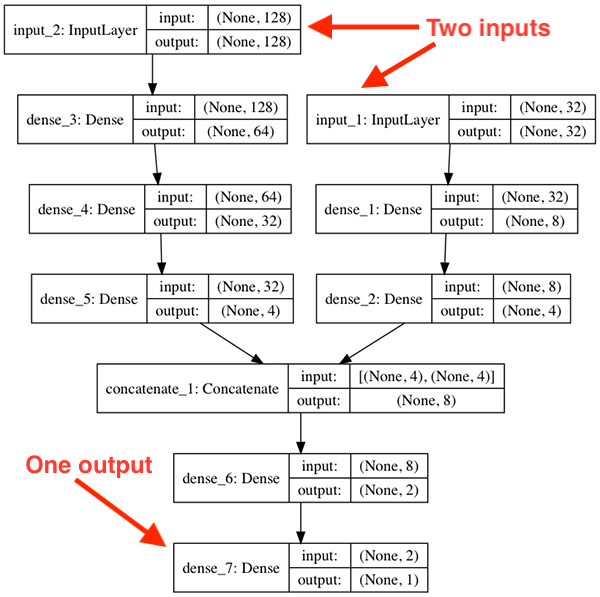 input_2: InputLayer input: (None, 128)
output: (None, 128)
Two inputs
dense_3: Dense input: (None, 128)
output: (None, 64)
input_1: InputLayer input: (None, 32)
output: (None, 32)
dense_4: Dense input: (None, 64)
output: (None, 32)
dense_1: Dense input: (None, 32)
output: (None, 8)
dense_5: Dense input: (None, 32)
output: (None, 4)
dense_2: Dense input: (None, 8)
output: (None, 4)
concatenate_1: Concatenate input: [(None, 4), (None, 4)]
output: (None, 8)
One output
dense_6: Dense input: (None, 8)
output: (None, 2)
dense_7: Dense input: (None, 2)
output: (None, 1)